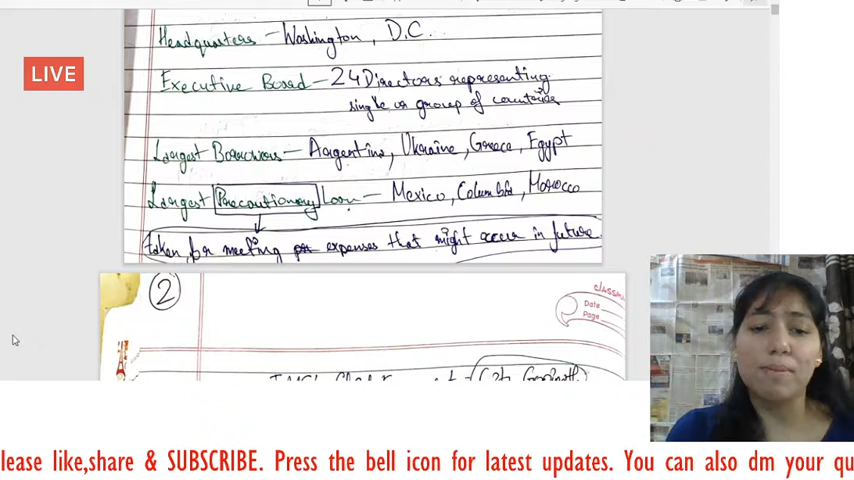 LIVE
Headquarters - Washington, D.C.
Executive Board - 24 Directors representing
single or group of countries
Largest Borrowers - Argentina, Ukraine, Greece, Egypt
Largest Precautionary Loan - Mexico, Columbia, Morocco
taken for meeting expenses that might occur in future
2
classm
Date
Page
lease like,share & SUBSCRIBE. Press the bell icon for latest updates. You can also dm your qu